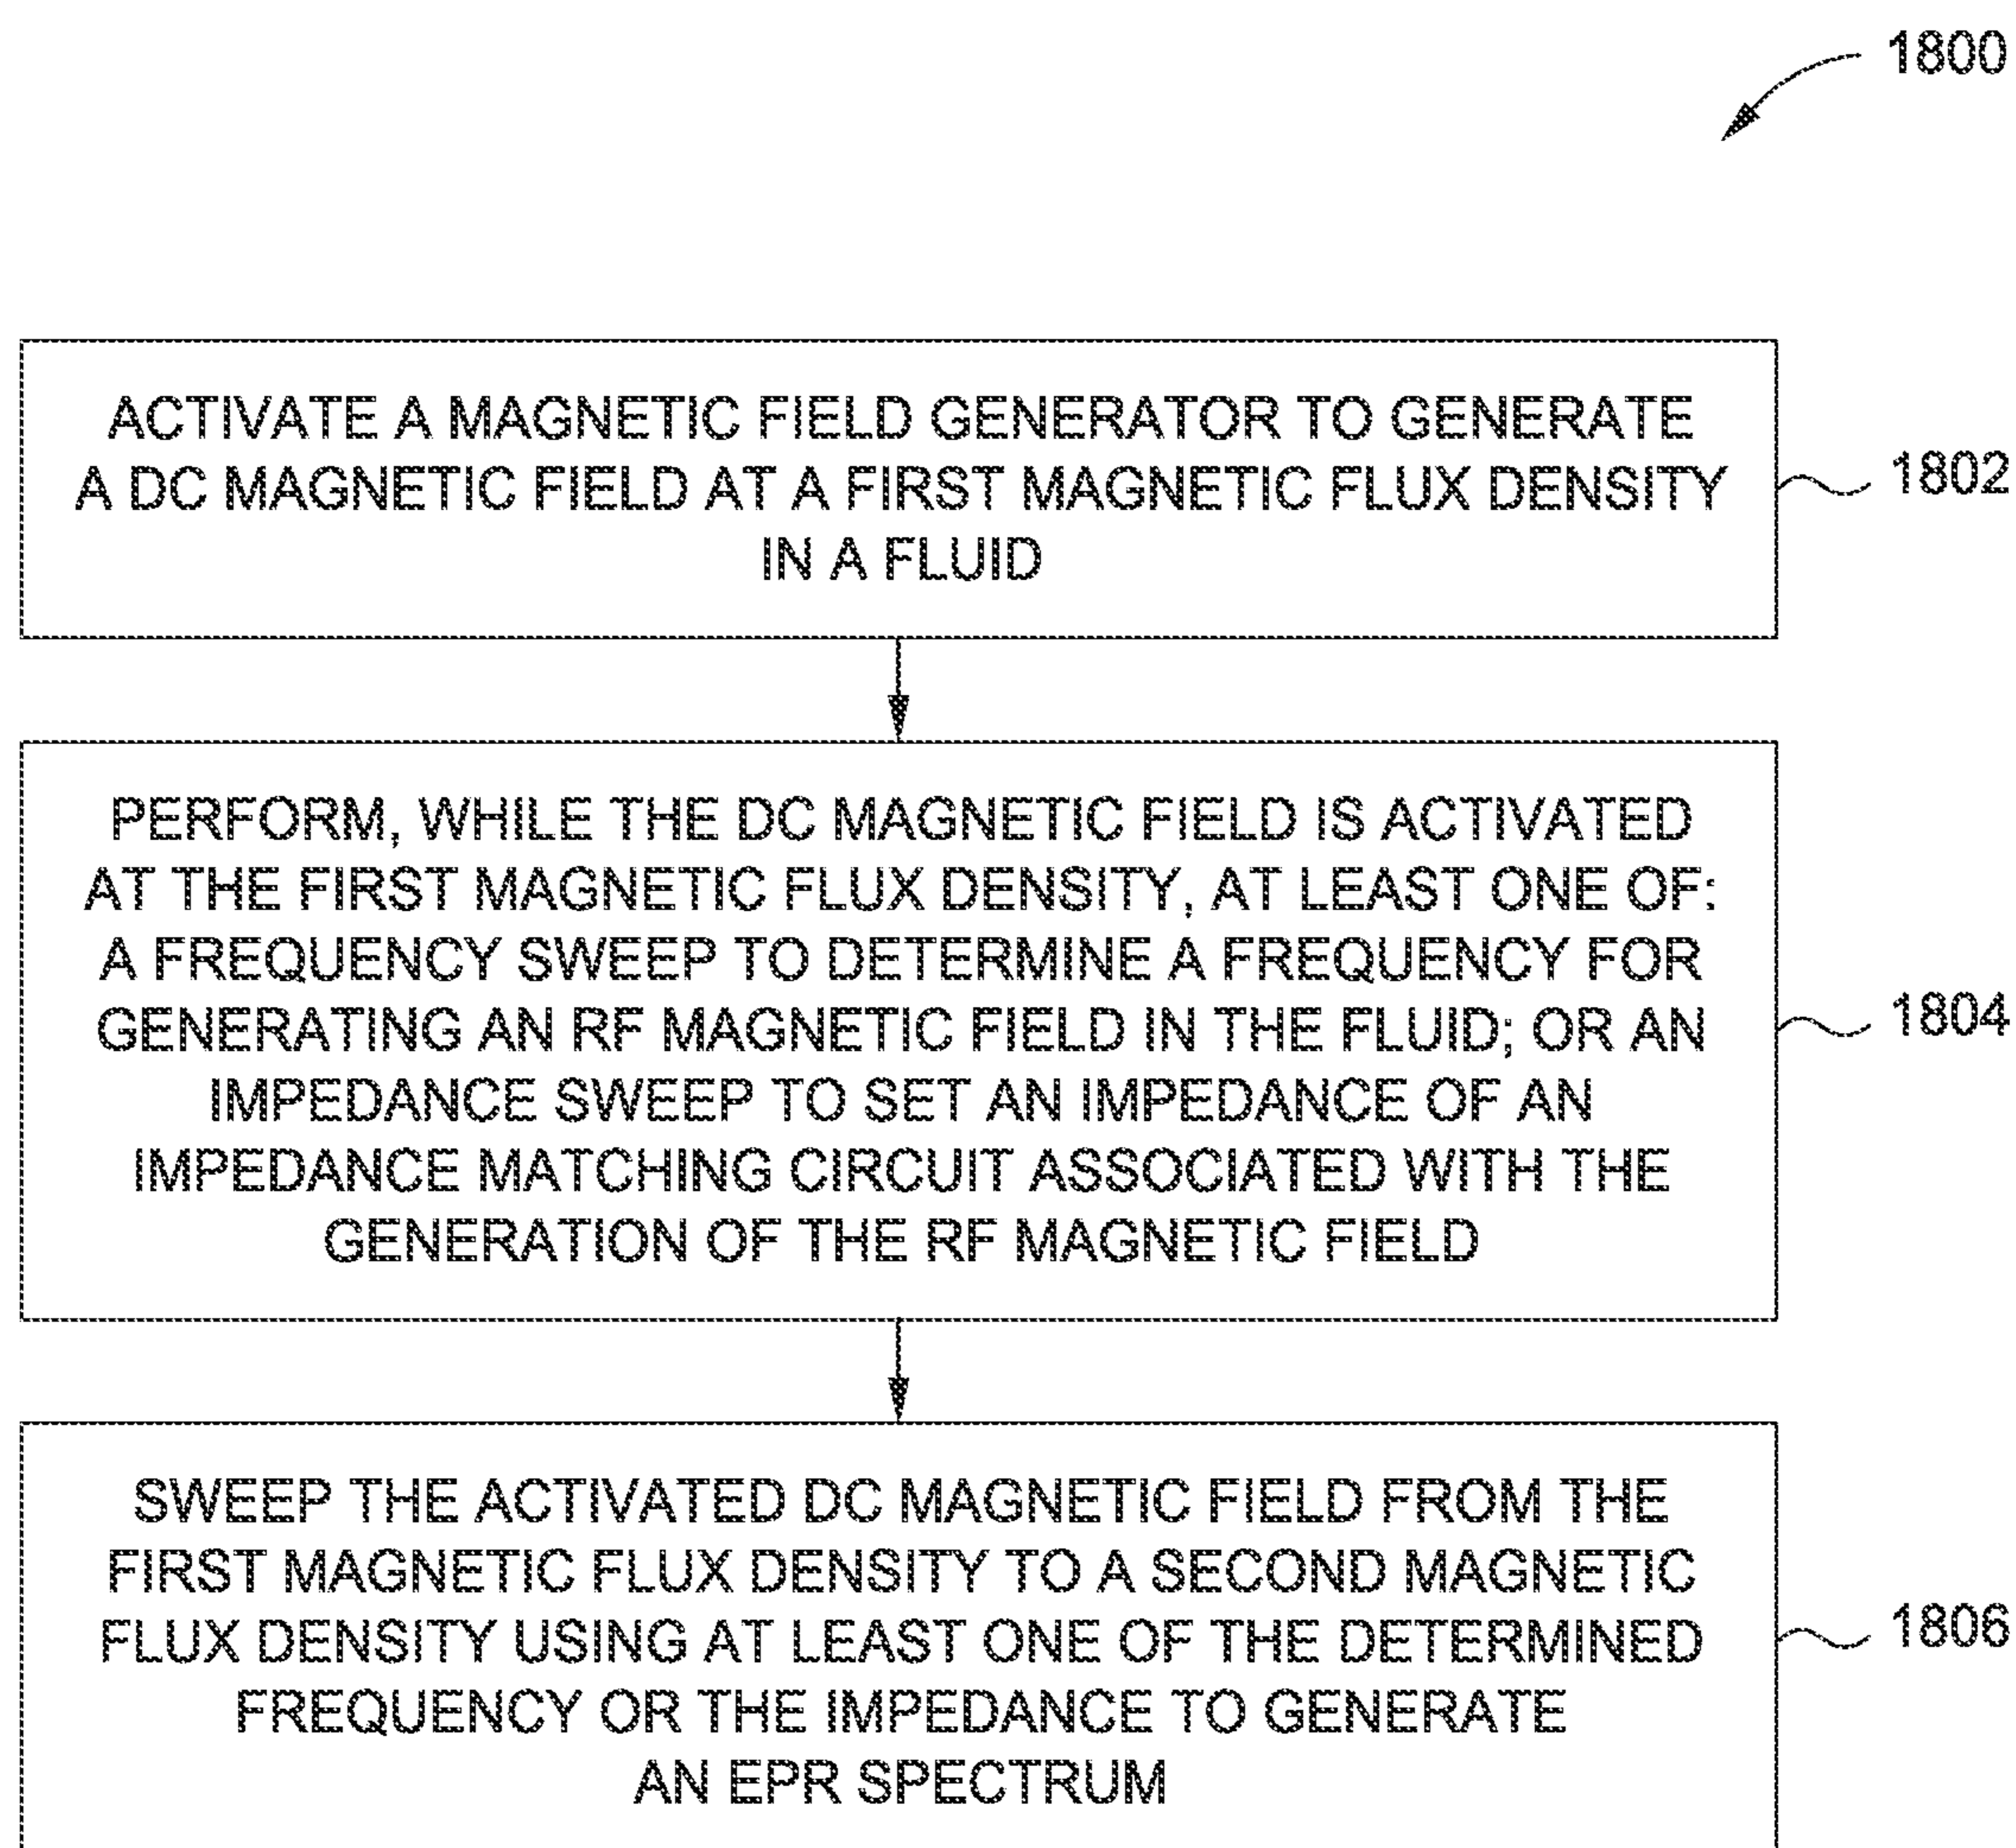 1800
ACTIVATE A MAGNETIC FIELD GENERATOR TO GENERATE
A DC MAGNETIC FIELD AT A FIRST MAGNETIC FLUX DENSITY
IN A FLUID
1802
PERFORM, WHILE THE DC MAGNETIC FIELD IS ACTIVATED
AT THE FIRST MAGNETIC FLUX DENSITY, AT LEAST ONE OF:
A FREQUENCY SWEEP TO DETERMINE A FREQUENCY FOR
GENERATING AN RF MAGNETIC FIELD IN THE FLUID; OR AN
IMPEDANCE SWEEP TO SET AN IMPEDANCE OF AN
IMPEDANCE MATCHING CIRCUIT ASSOCIATED WITH THE
GENERATION OF THE RF MAGNETIC FIELD
1804
SWEEP THE ACTIVATED DC MAGNETIC FIELD FROM THE
FIRST MAGNETIC FLUX DENSITY TO A SECOND MAGNETIC
FLUX DENSITY USING AT LEAST ONE OF THE DETERMINED
FREQUENCY OR THE IMPEDANCE TO GENERATE
AN EPR SPECTRUM
1806